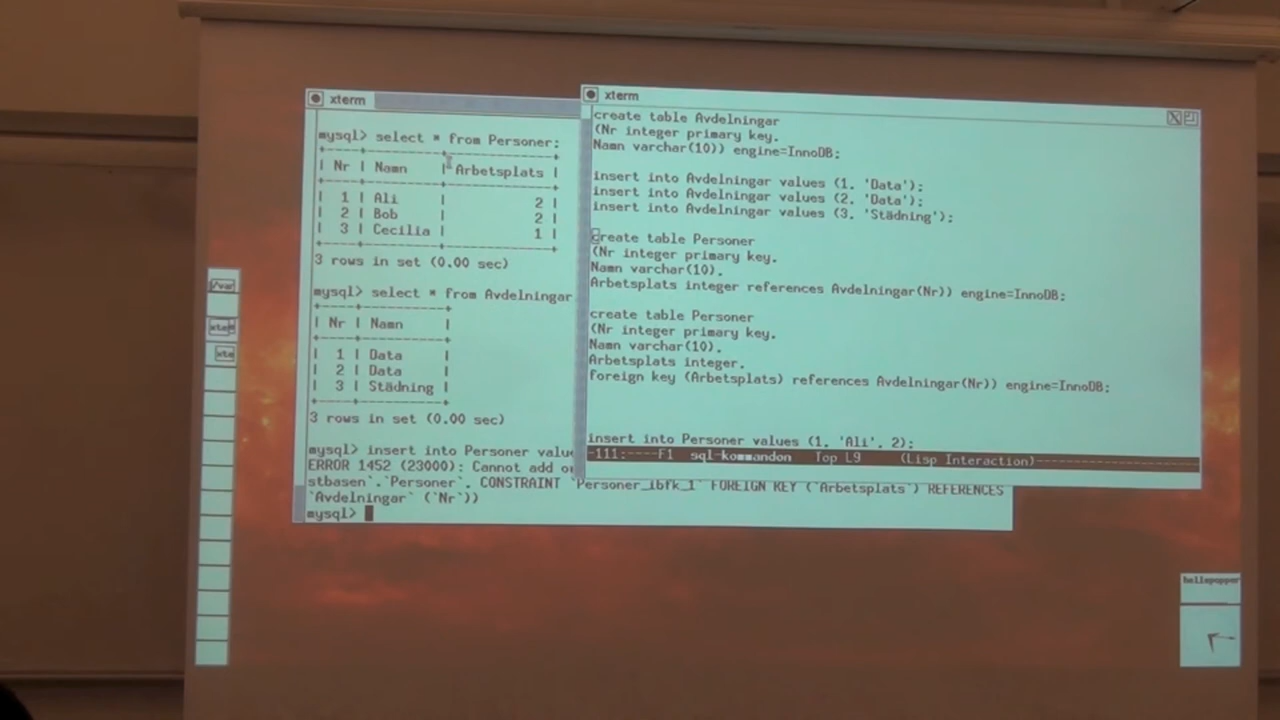 xterm
mysql> select * from Personer;
| Nr | Namn | Arbetsplats |
| 1 | Ali | 2 |
| 2 | Bob | 2 |
| 3 | Cecilia | 1 |
3 rows in set (0.00 sec)
mysql> select * from Avdelningar
| Nr | Namn |
| 1 | Data |
| 2 | Data |
| 3 | Städning |
3 rows in set (0.00 sec)
mysql> insert into Personer value
ERROR 1452 (23000): Cannot add o
stbasen`.`Personer`, CONSTRAINT `Personer_ibfk_1` FOREIGN KEY (`Arbetsplats`) REFERENCES
`Avdelningar` (`Nr`))
mysql>
xterm
create table Avdelningar
(Nr integer primary key,
Namn varchar(10)) engine=InnoDB;
insert into Avdelningar values (1, 'Data');
insert into Avdelningar values (2, 'Data');
insert into Avdelningar values (3, 'Städning');
create table Personer
(Nr integer primary key,
Namn varchar(10),
Arbetsplats integer references Avdelningar(Nr)) engine=InnoDB;
create table Personer
(Nr integer primary key,
Namn varchar(10),
Arbetsplats integer,
foreign key (Arbetsplats) references Avdelningar(Nr)) engine=InnoDB;
insert into Personer values (1, 'Ali', 2);
-111:----F1 sql-kommandon Top L9 (Lisp Interaction)
/var
xte